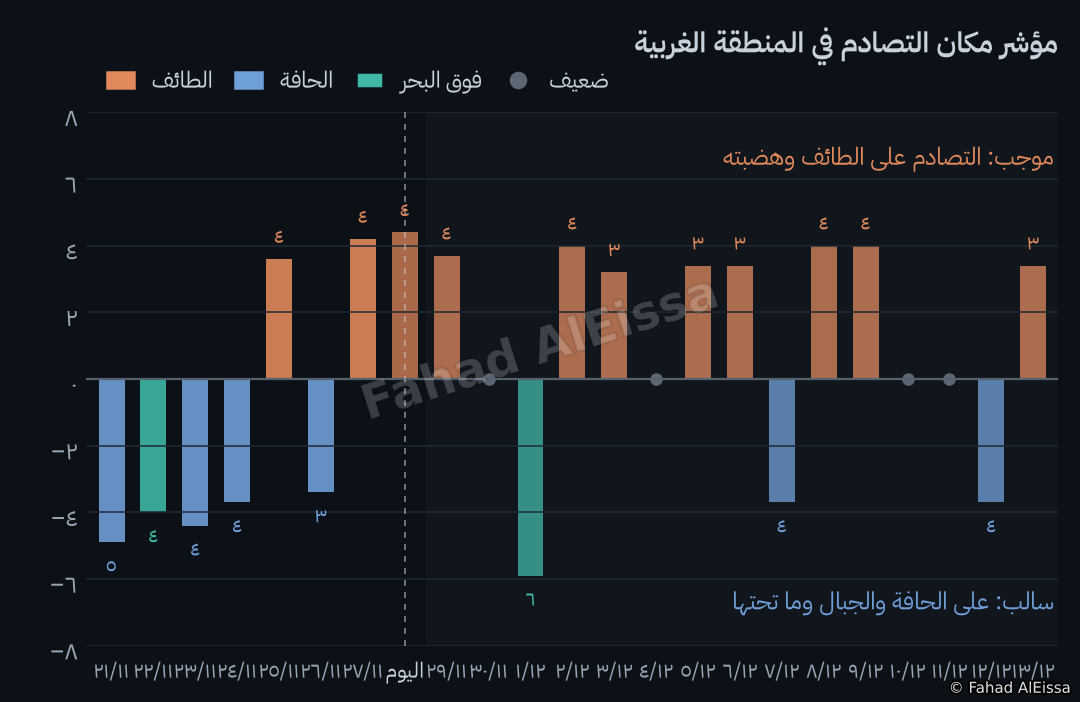 مؤشر مكان التصادم في المنطقة الغربية
الطائف الحافة فوق البحر ضعيف
موجب: التصادم على الطائف وهضبته
٨
٦
٤
٢
٠
−٢
−٤
−٦
−٨
٥ ٤ ٤ ٤ ٤ ٣ ٤ ٤ ٤ ٦ ٤ ٣ ٣ ٣ ٤ ٤ ٤ ٤ ٣
Fahad AlEissa
سالب: على الحافة والجبال وما تحتها
٢١/١١ ٢٢/١١ ٢٣/١١ ٢٤/١١ ٢٥/١١ ٢٦/١١ ٢٧/١١ اليوم ٢٩/١١ ٣٠/١١ ١/١٢ ٢/١٢ ٣/١٢ ٤/١٢ ٥/١٢ ٦/١٢ ٧/١٢ ٨/١٢ ٩/١٢ ١٠/١٢ ١١/١٢ ١٢/١٢ ١٣/١٢
© Fahad AlEissa